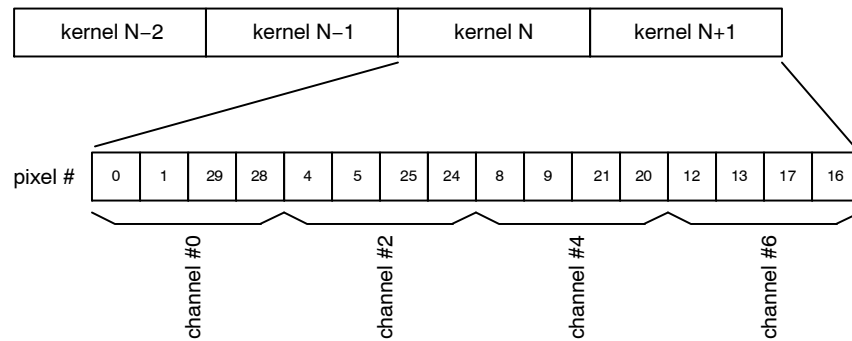 kernel N−2 kernel N−1 kernel N kernel N+1
pixel # 0 1 29 28 4 5 25 24 8 9 21 20 12 13 17 16
channel #0
channel #2
channel #4
channel #6